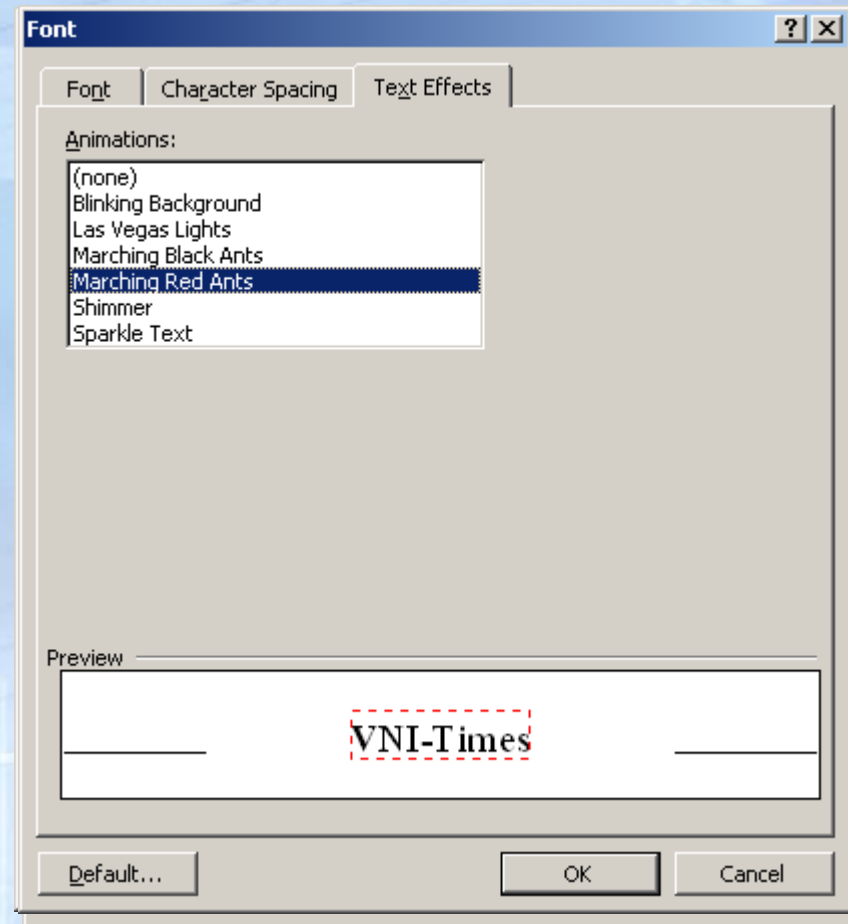 Font
Font Character Spacing Text Effects
Animations:
(none)
Blinking Background
Las Vegas Lights
Marching Black Ants
Marching Red Ants
Shimmer
Sparkle Text
Preview
VNI-Times
Default... OK Cancel